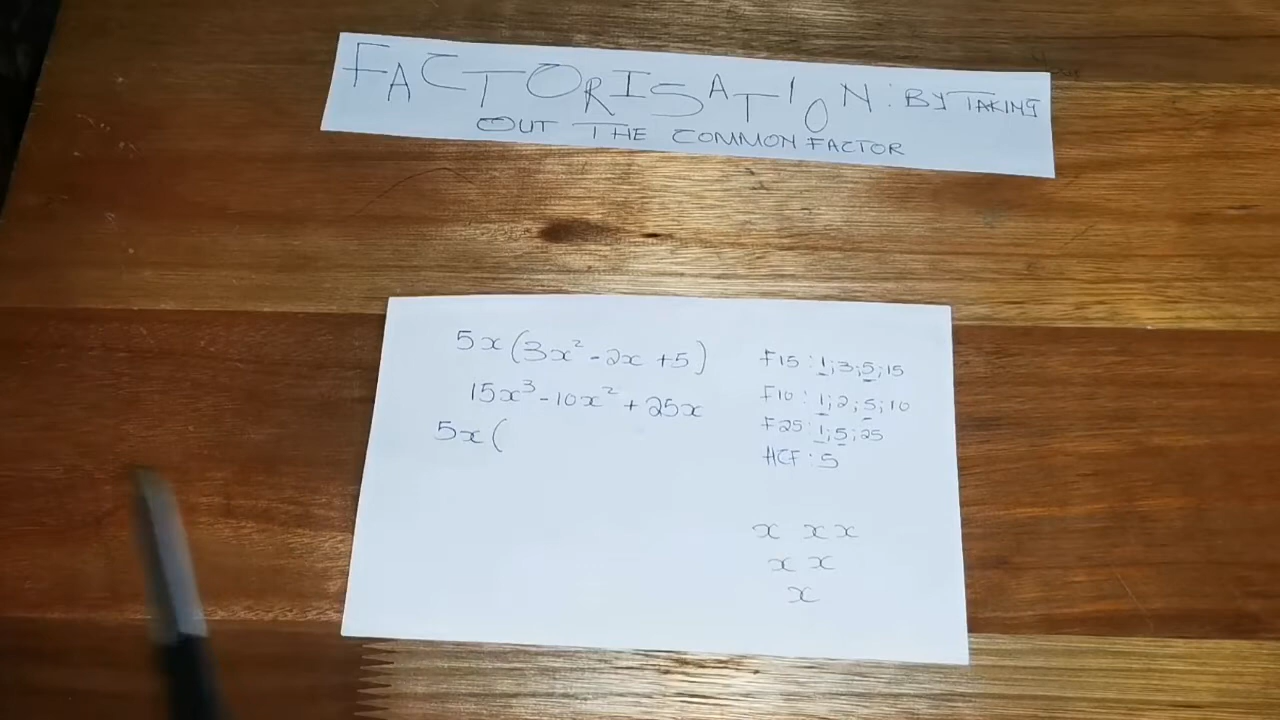 FACTORISATION: BY TAKING
OUT THE COMMON FACTOR
5x(3x² - 2x + 5)
15x³ - 10x² + 25x
5x(
F15 : 1;3;5;15
F10 : 1;2;5;10
F25 : 1;5;25
HCF : 5
x x x
x x
x